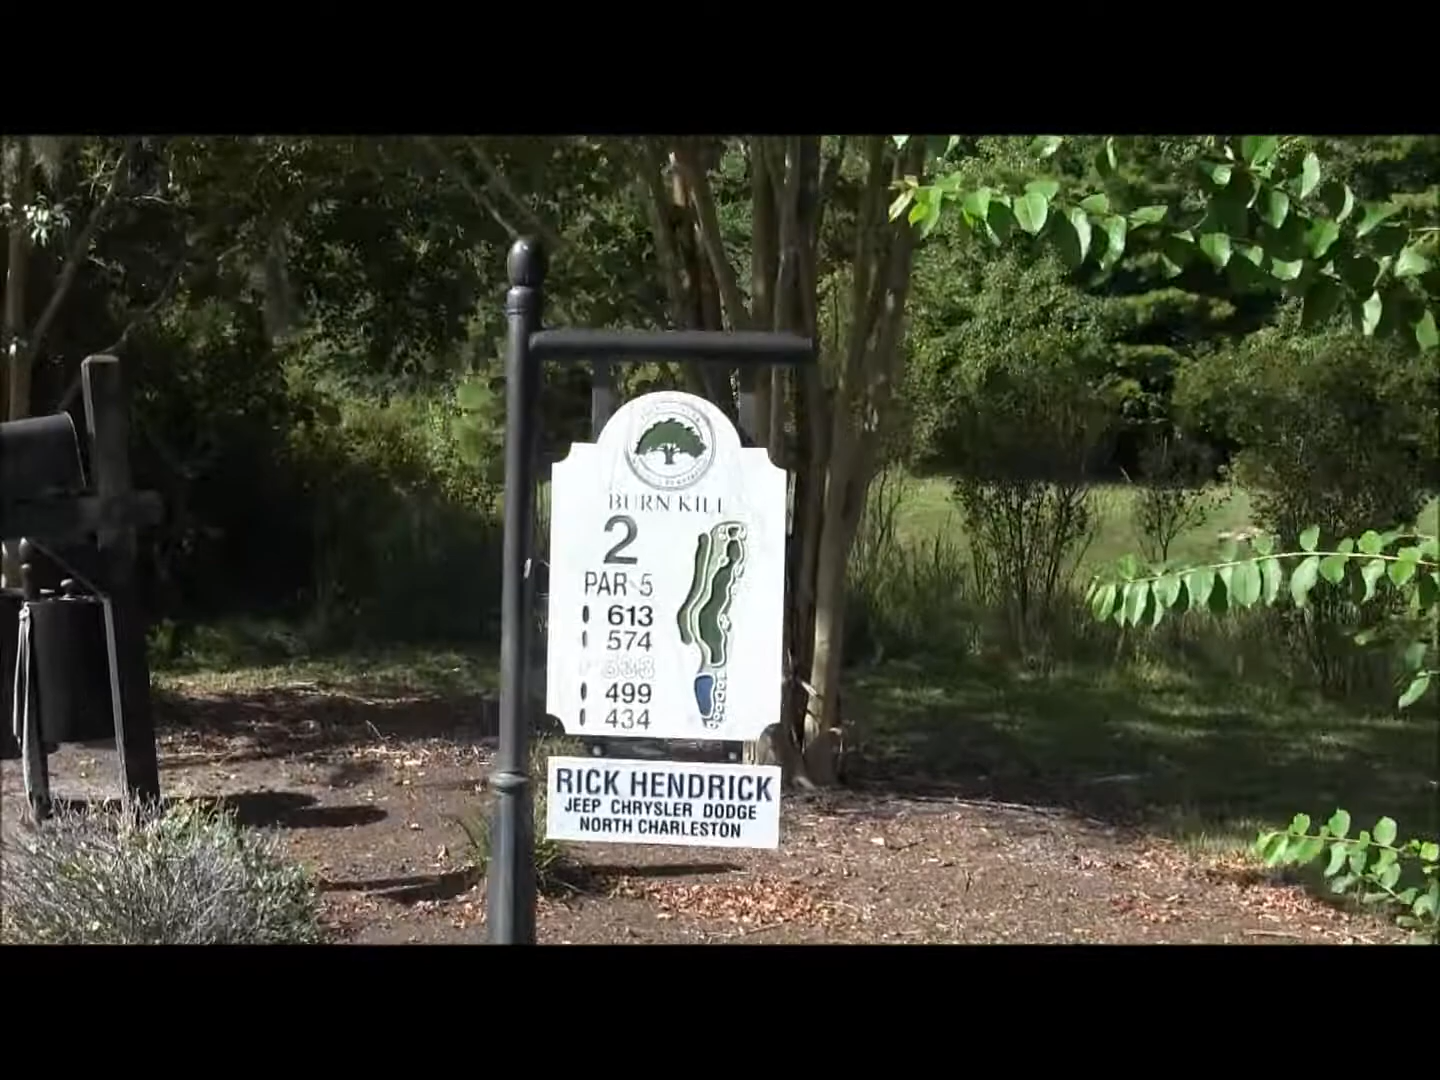 BURN KILL
2
PAR 5
613
574
499
434
RICK HENDRICK
JEEP CHRYSLER DODGE
NORTH CHARLESTON